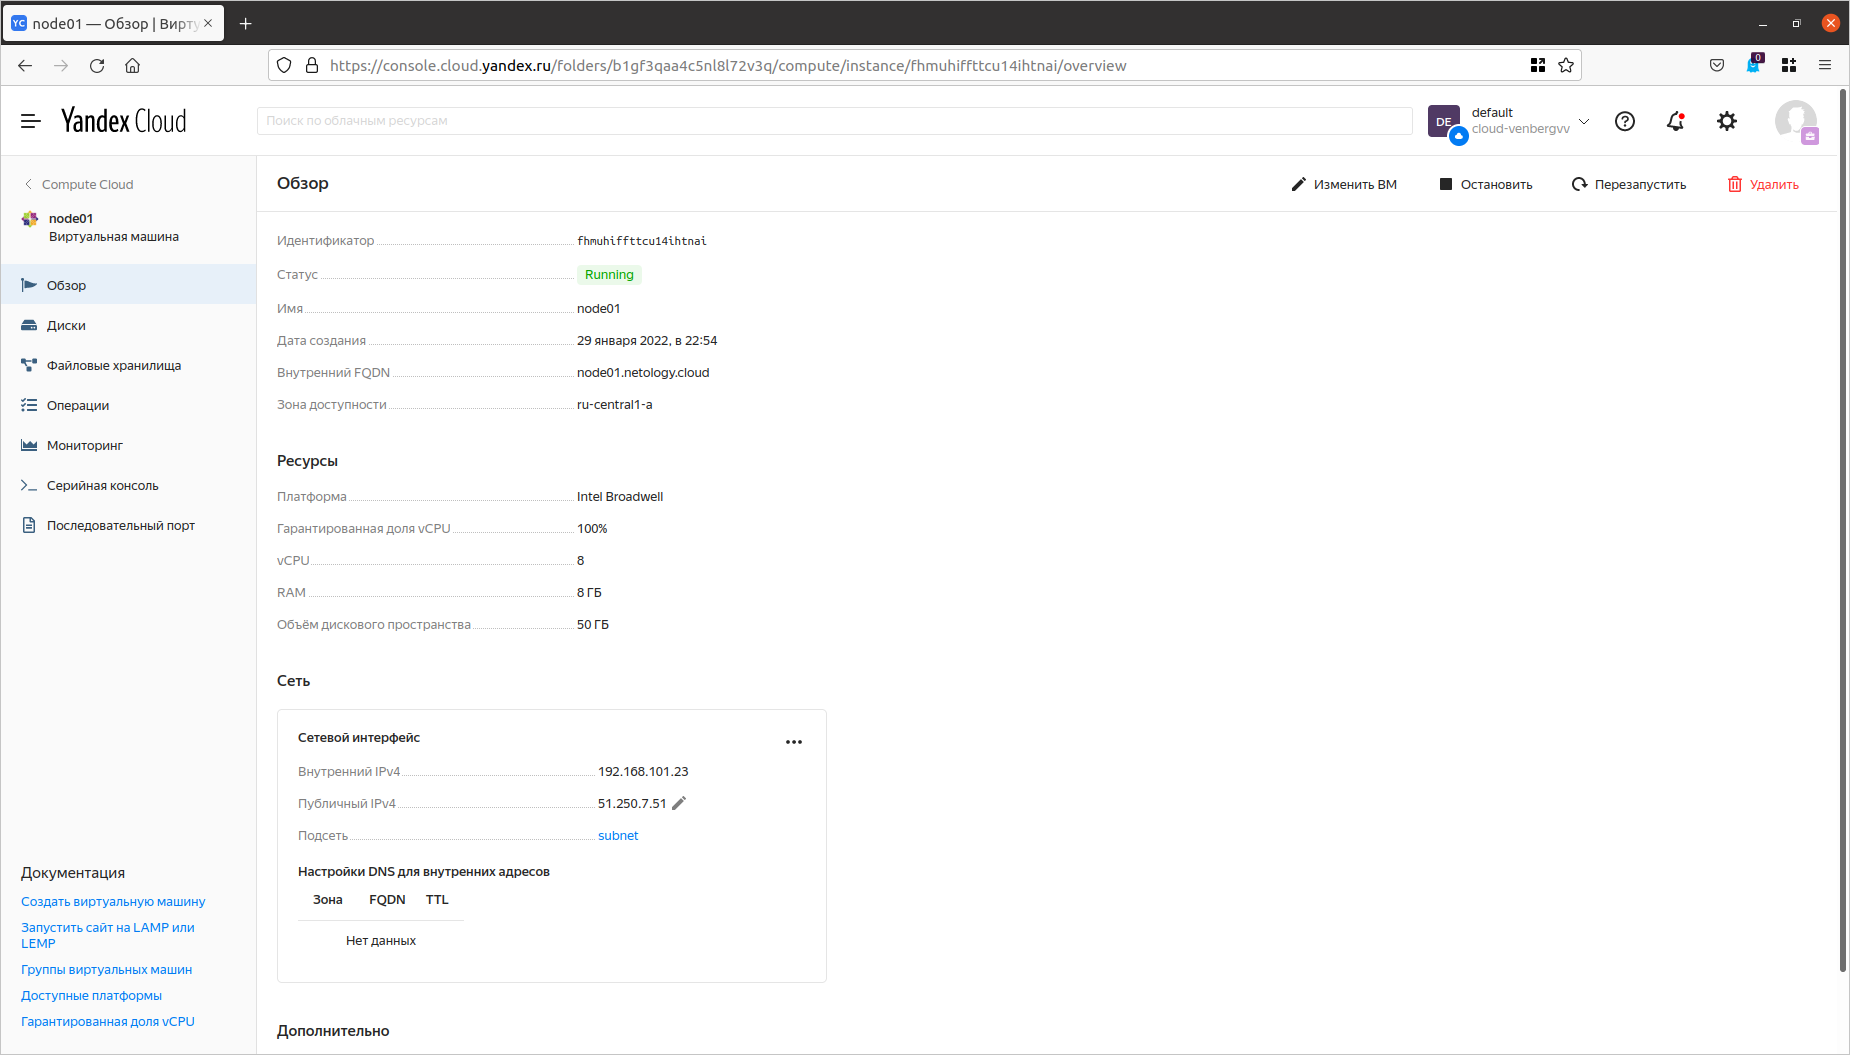 node01 — Обзор | Вирту
https://console.cloud.yandex.ru/folders/b1gf3qaa4c5nl8l72v3q/compute/instance/fhmuhiffttcu14ihtnai/overview
0
Yandex Cloud
Поиск по облачным ресурсам
DE
default
cloud-venbergvv
Compute Cloud
node01
Виртуальная машина
Обзор
Диски
Файловые хранилища
Операции
Мониторинг
Серийная консоль
Последовательный порт
Документация
Создать виртуальную машину
Запустить сайт на LAMP или
LEMP
Группы виртуальных машин
Доступные платформы
Гарантированная доля vCPU
Обзор
Изменить ВМ
Остановить
Перезапустить
Удалить
Идентификатор fhmuhiffttcu14ihtnai
Статус Running
Имя node01
Дата создания 29 января 2022, в 22:54
Внутренний FQDN node01.netology.cloud
Зона доступности ru-central1-a
Ресурсы
Платформа Intel Broadwell
Гарантированная доля vCPU 100%
vCPU 8
RAM 8 ГБ
Объём дискового пространства 50 ГБ
Сеть
Сетевой интерфейс
Внутренний IPv4 192.168.101.23
Публичный IPv4 51.250.7.51
Подсеть subnet
Настройки DNS для внутренних адресов
Зона FQDN TTL
Нет данных
Дополнительно